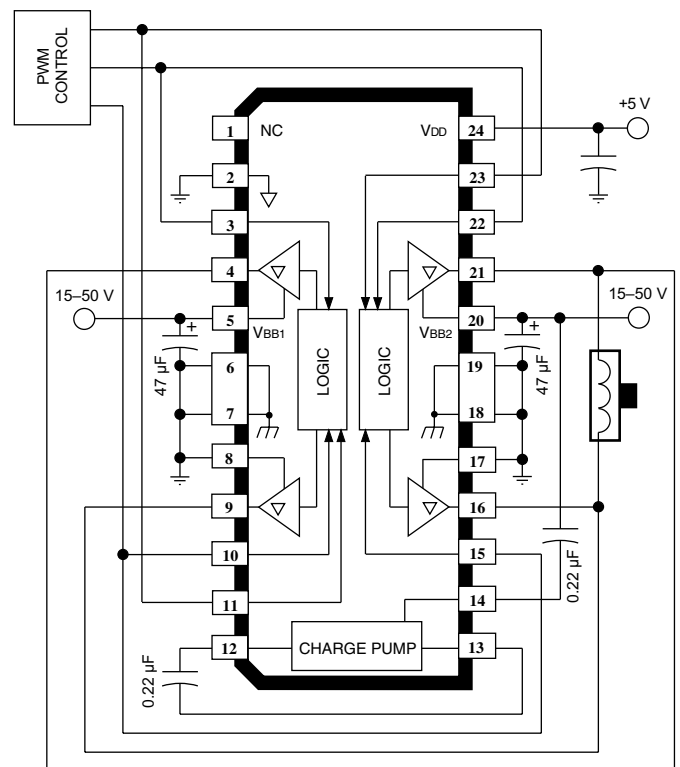 PWM
CONTROL
1
NC
VDD
24
+5 V
2
23
3
22
4
21
15–50 V
5
VBB1
VBB2
20
15–50 V
+
47 µF
+
47 µF
6
LOGIC
LOGIC
19
7
18
8
17
9
16
10
15
11
14
0.22 µF
12
CHARGE PUMP
13
0.22 µF